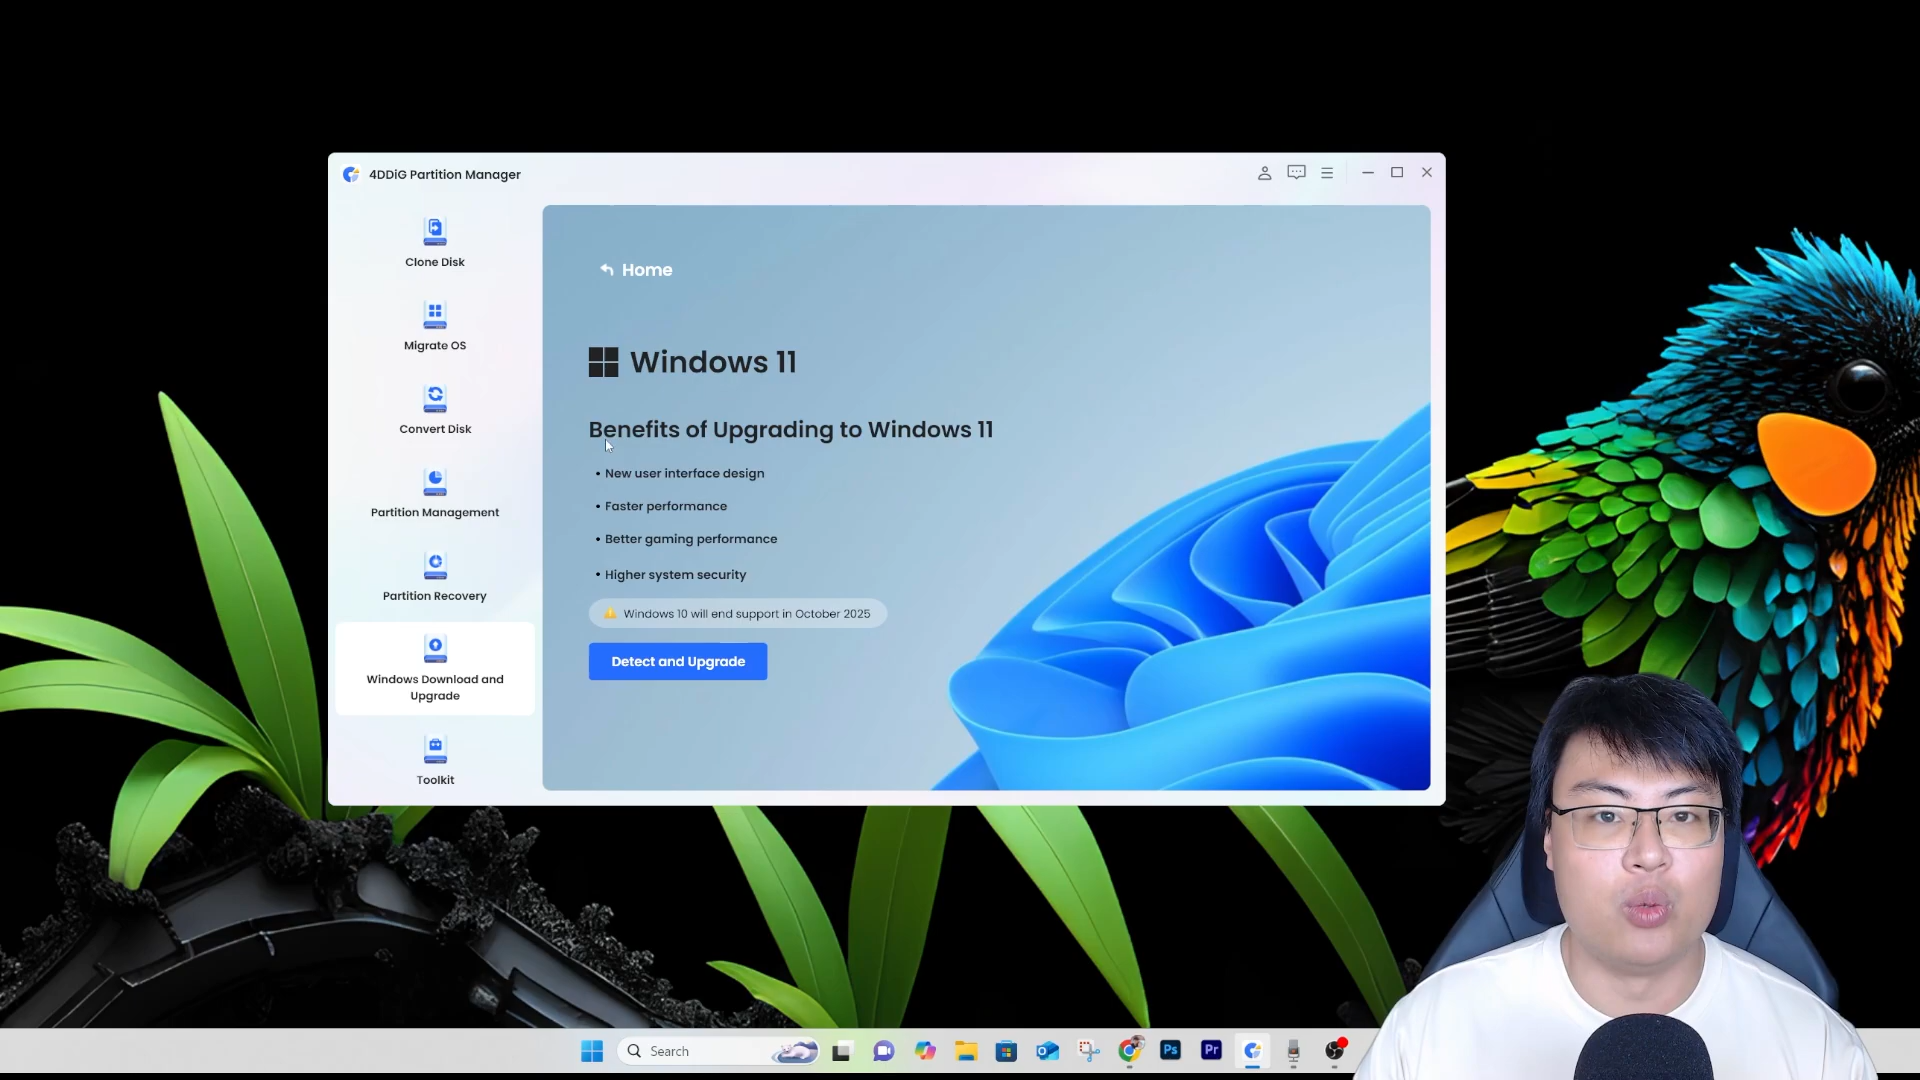 4DDiG Partition Manager
Clone Disk
Migrate OS
Convert Disk
Partition Management
Partition Recovery
Windows Download and
Upgrade
Toolkit
Home
Windows 11
Benefits of Upgrading to Windows 11
• New user interface design
• Faster performance
• Better gaming performance
• Higher system security
Windows 10 will end support in October 2025
Detect and Upgrade
Search
Ps
Pr